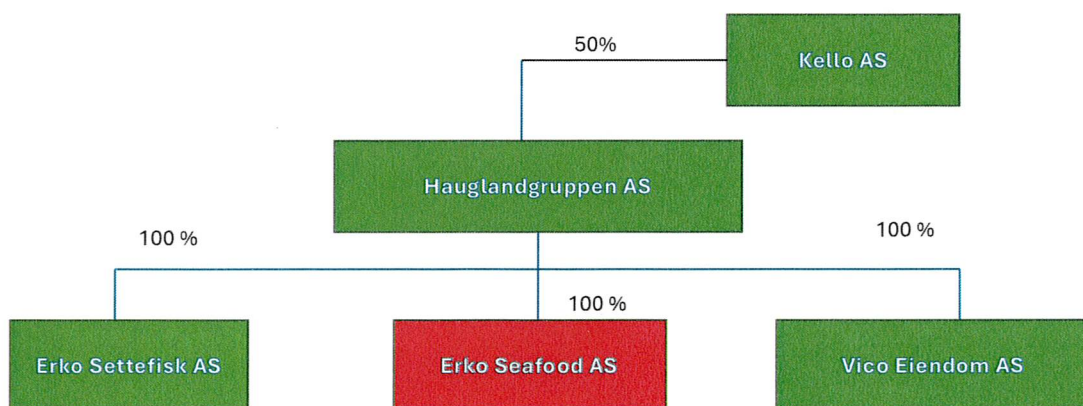 50%
Kello AS
Hauglandgruppen AS
100 %
100 %
100 %
Erko Settefisk AS
Erko Seafood AS
Vico Eiendom AS